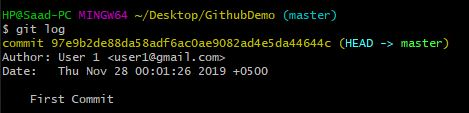 HP@Saad-PC MINGW64 ~/Desktop/GithubDemo (master)
$ git log
commit 97e9b2de88da58adf6ac0ae9082ad4e5da44644c (HEAD -> master)
Author: User 1 <user1@gmail.com>
Date:   Thu Nov 28 00:01:26 2019 +0500
    First Commit